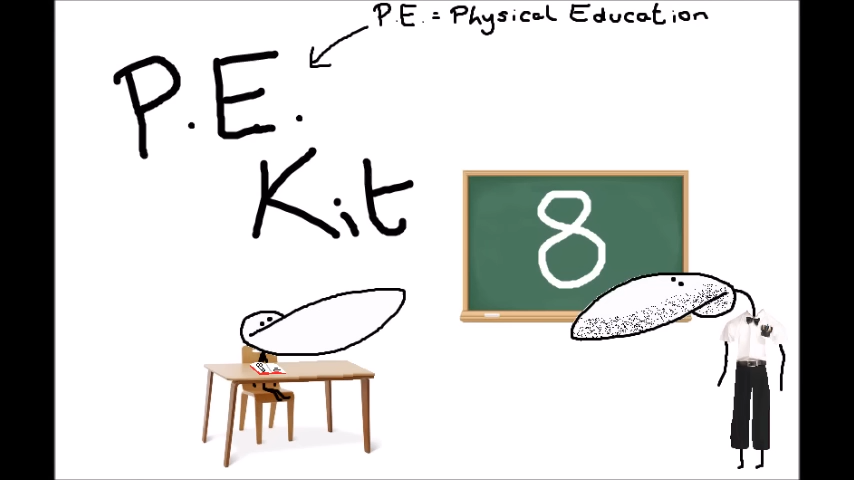 P.E. = Physical Education
P.E.
Kit
8